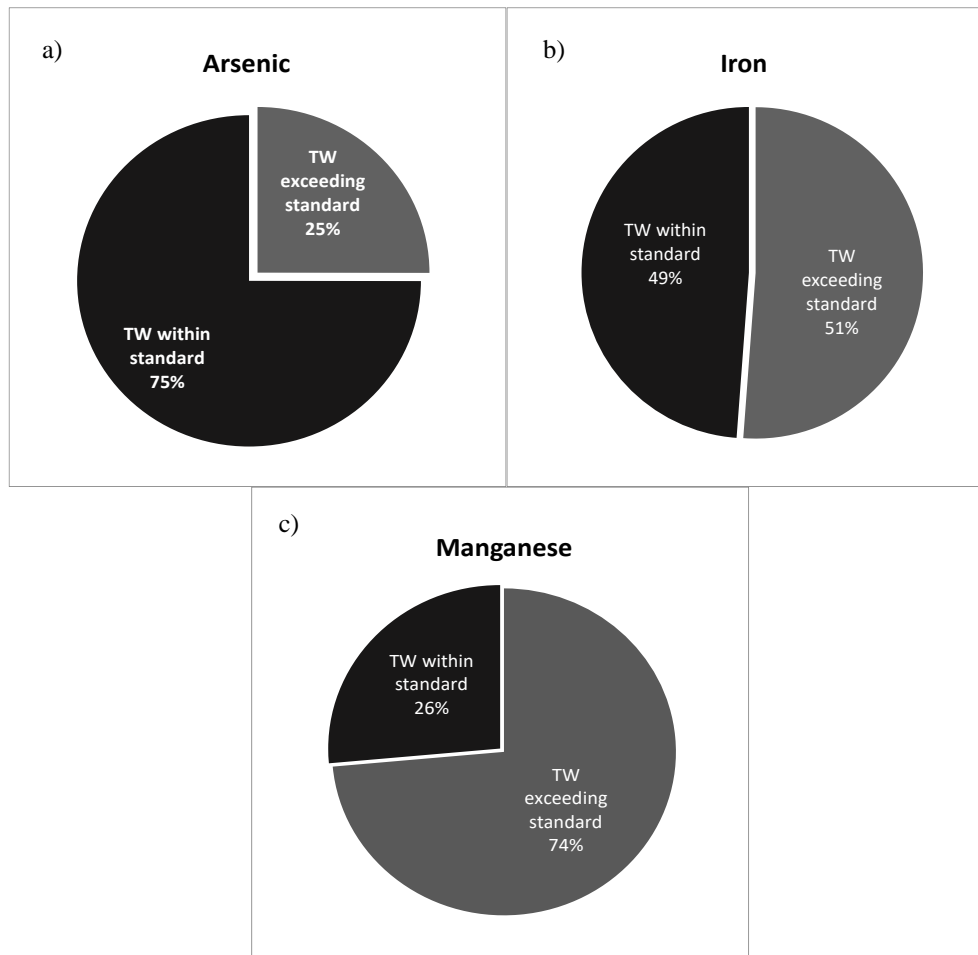 a)
Arsenic
TW
exceeding
standard
25%
TW within
standard
75%
b)
Iron
TW within
standard
49%
TW
exceeding
standard
51%
c)
Manganese
TW within
standard
26%
TW
exceeding
standard
74%